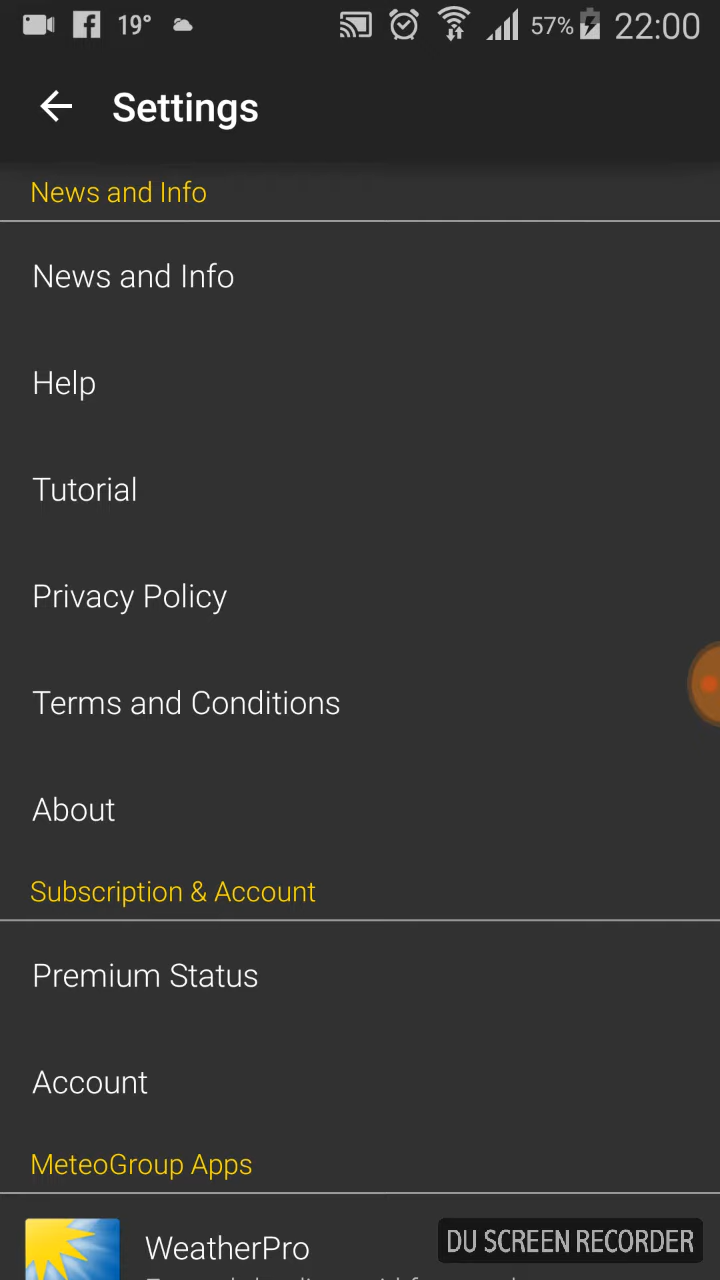 19° 57% 22:00
Settings
News and Info
News and Info
Help
Tutorial
Privacy Policy
Terms and Conditions
About
Subscription & Account
Premium Status
Account
MeteoGroup Apps
WeatherPro
DU SCREEN RECORDER